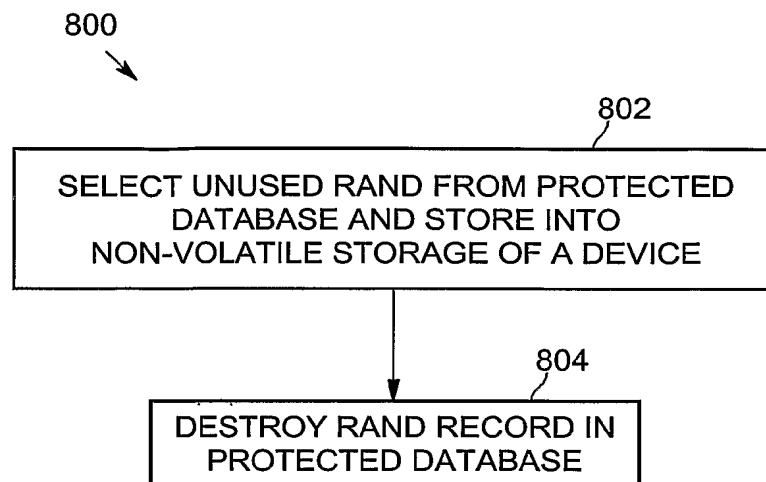 800
802
SELECT UNUSED RAND FROM PROTECTED
DATABASE AND STORE INTO
NON-VOLATILE STORAGE OF A DEVICE
804
DESTROY RAND RECORD IN
PROTECTED DATABASE